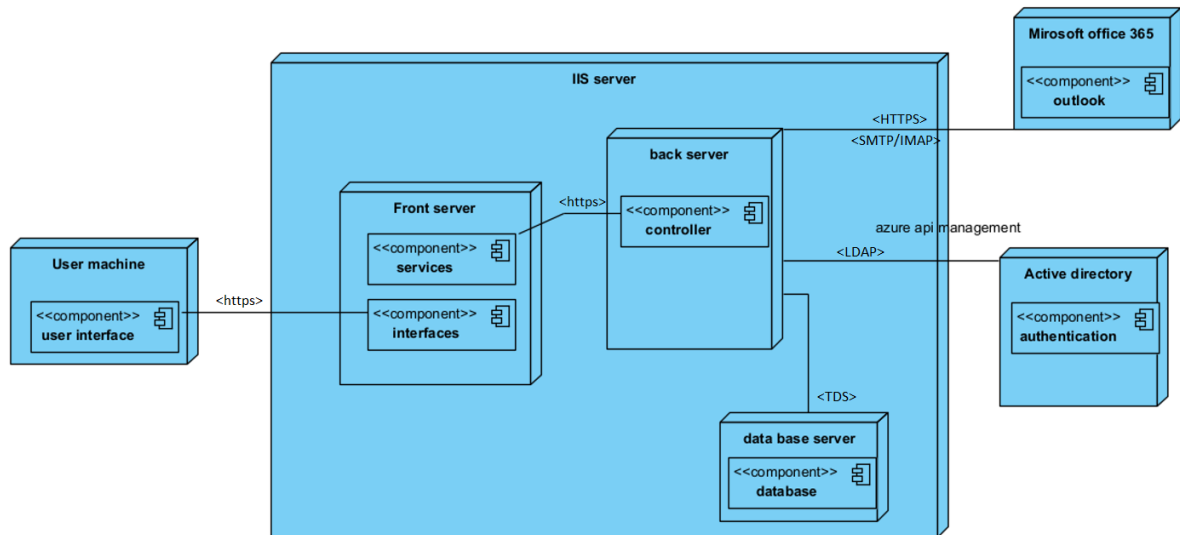 Mirosoft office 365
<<component>>
outlook
IIS server
<HTTPS>
<SMTP/IMAP>
back server
<<component>>
controller
<https>
Front server
<<component>>
services
<<component>>
interfaces
azure api management
<LDAP>
User machine
<<component>>
user interface
<https>
Active directory
<<component>>
authentication
<TDS>
data base server
<<component>>
database